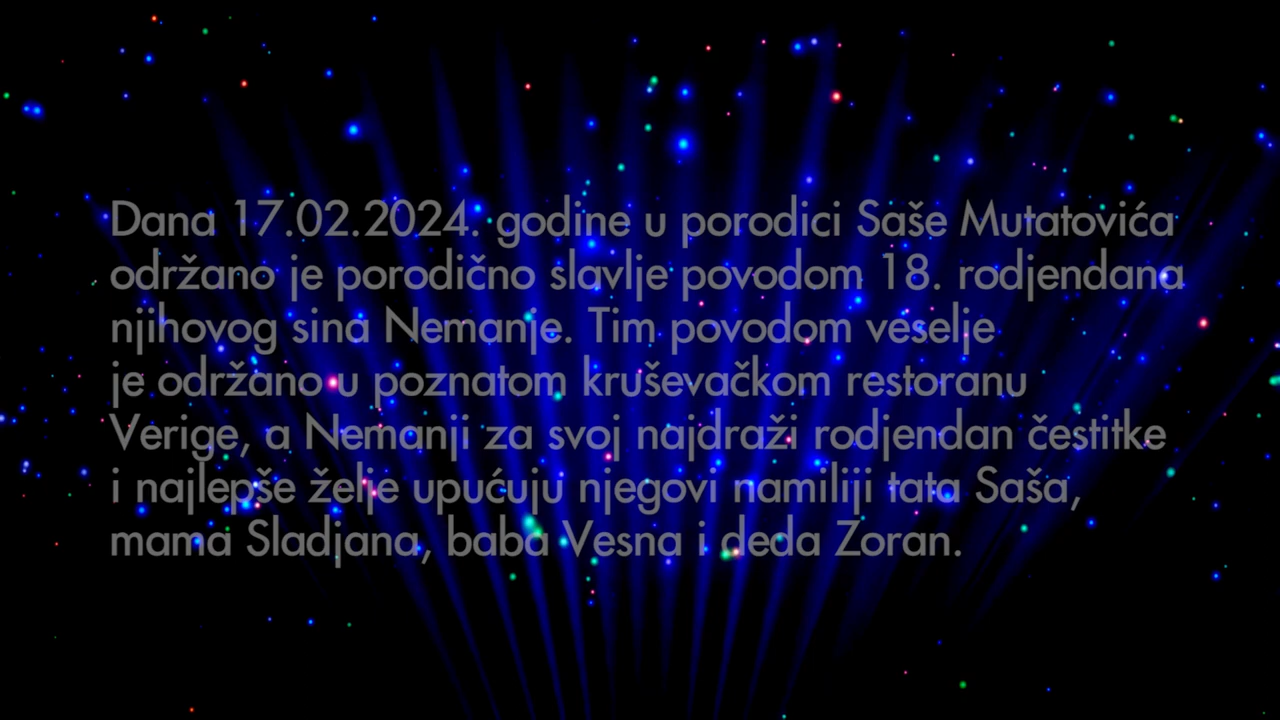 Dana 17.02.2024. godine u porodici Saše Mutatovića
održano je porodično slavlje povodom 18. rodjendana
njihovog sina Nemanje. Tim povodom veselje
je održano u poznatom kruševačkom restoranu
Verige, a Nemanji za svoj najdraži rodjendan čestitke
i najlepše želje upućuju njegovi namiliji tata Saša,
mama Sladjana, baba Vesna i deda Zoran.